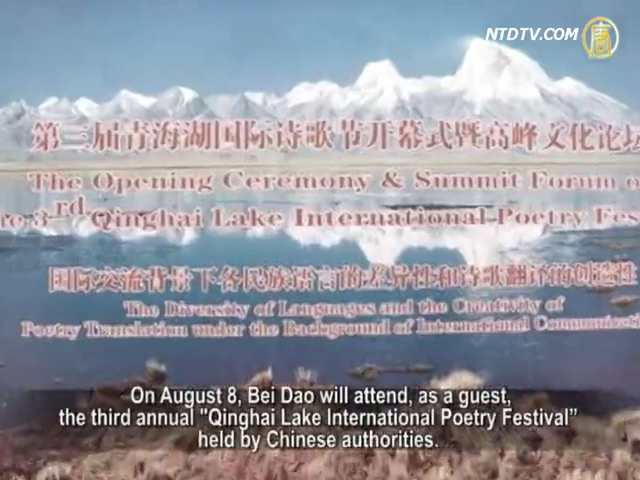 NTDTV.COM
第三届青海湖国际诗歌节开幕式暨高峰文化论坛
The Opening Ceremony & Summit Forum
3rd Qinghai Lake International Poetry
国际交流背景下各民族语言的差异性和诗歌翻译的创造性
The Diversity of Languages and the Creativity of
Poetry Translation under the Background of International
On August 8, Bei Dao will attend, as a guest,
the third annual "Qinghai Lake International Poetry Festival"
held by Chinese authorities.